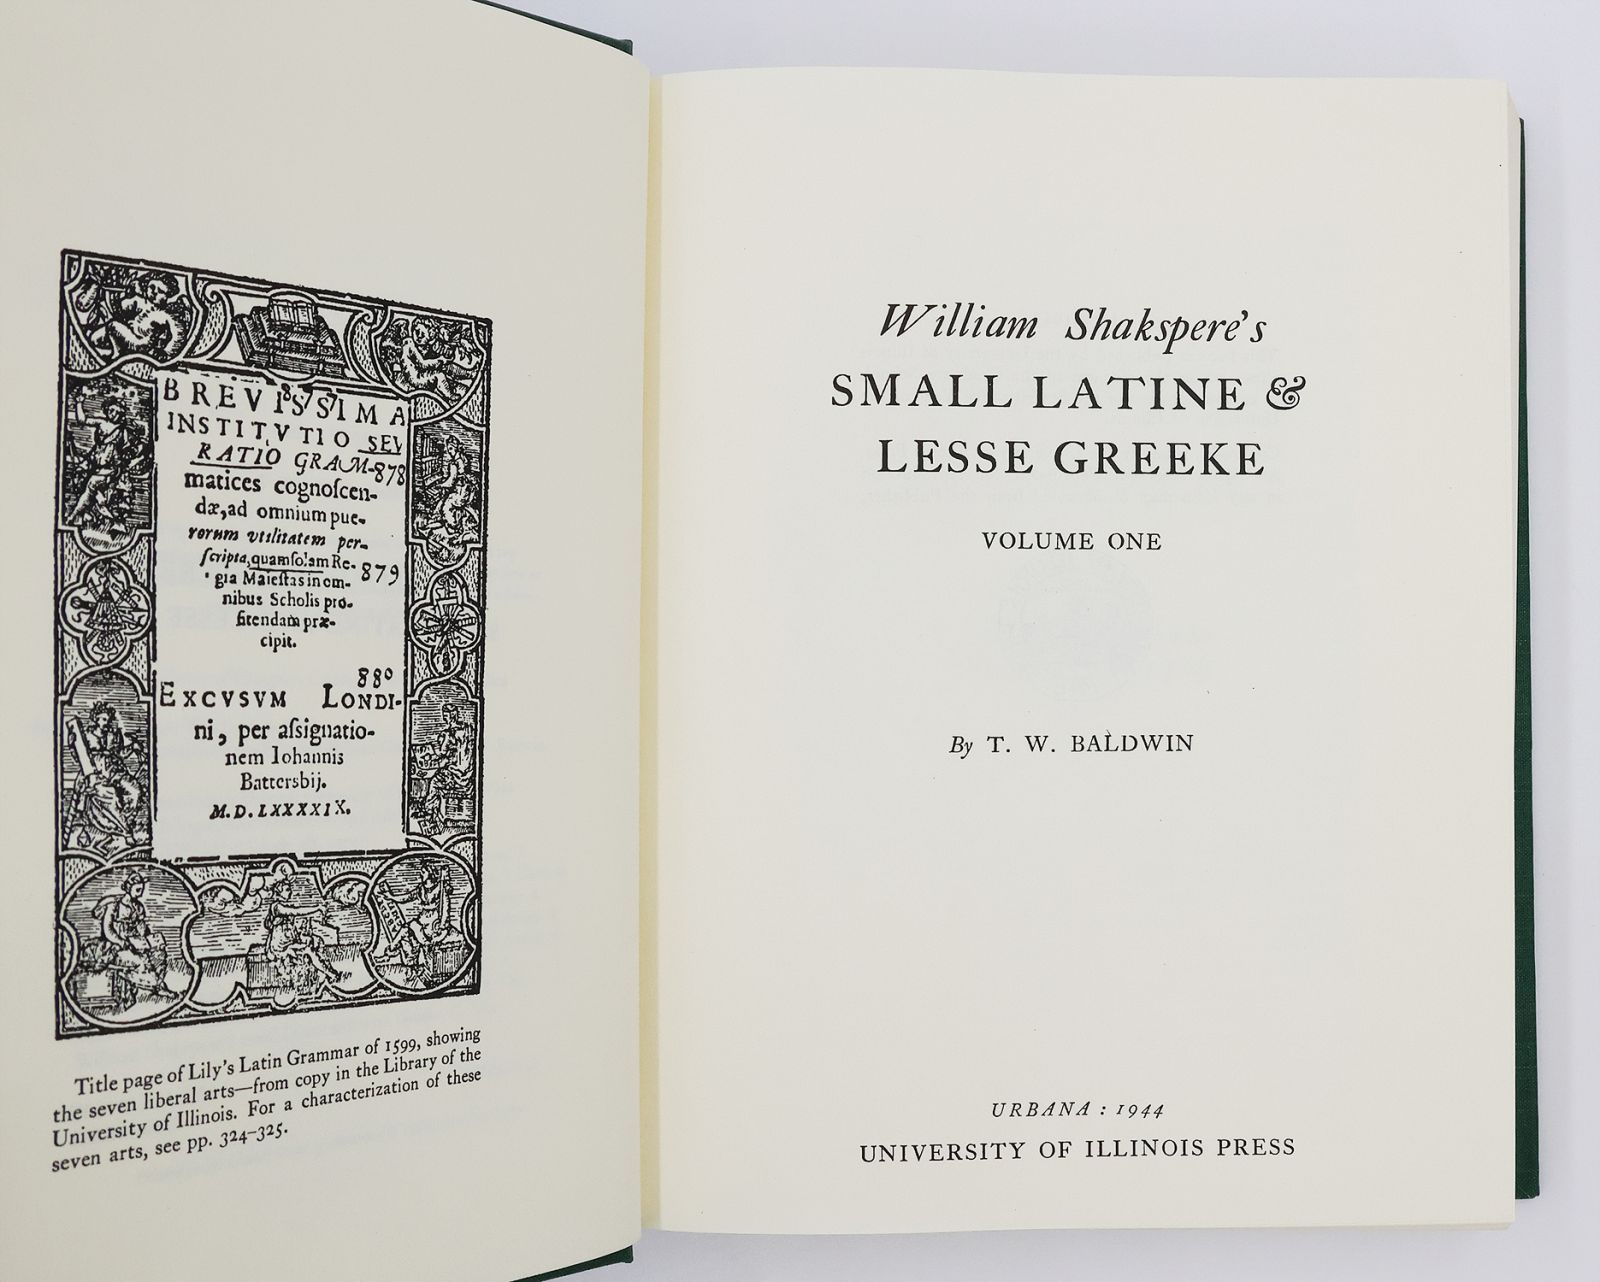 BREVISSIMA
INSTITVTIO SEV
RATIO GRAM-
878
matices cognoſcen-
dæ, ad omnium pue-
rorum vtilitatem per-
ſcripta, quam ſolam Re-
879
gia Maieſtas in om-
nibus Scholis pro-
fitendam præ-
cipit.
880
EXCVSVM LONDI-
ni, per aſsignatio-
nem Iohannis
Battersbij.
M.D.LXXXXIX.
Title page of Lily's Latin Grammar of 1599, showing
the seven liberal arts—from copy in the Library of the
University of Illinois. For a characterization of these
seven arts, see pp. 324–325.
William Shakspere's
SMALL LATINE &
LESSE GREEKE
VOLUME ONE
By T. W. BALDWIN
URBANA : 1944
UNIVERSITY OF ILLINOIS PRESS